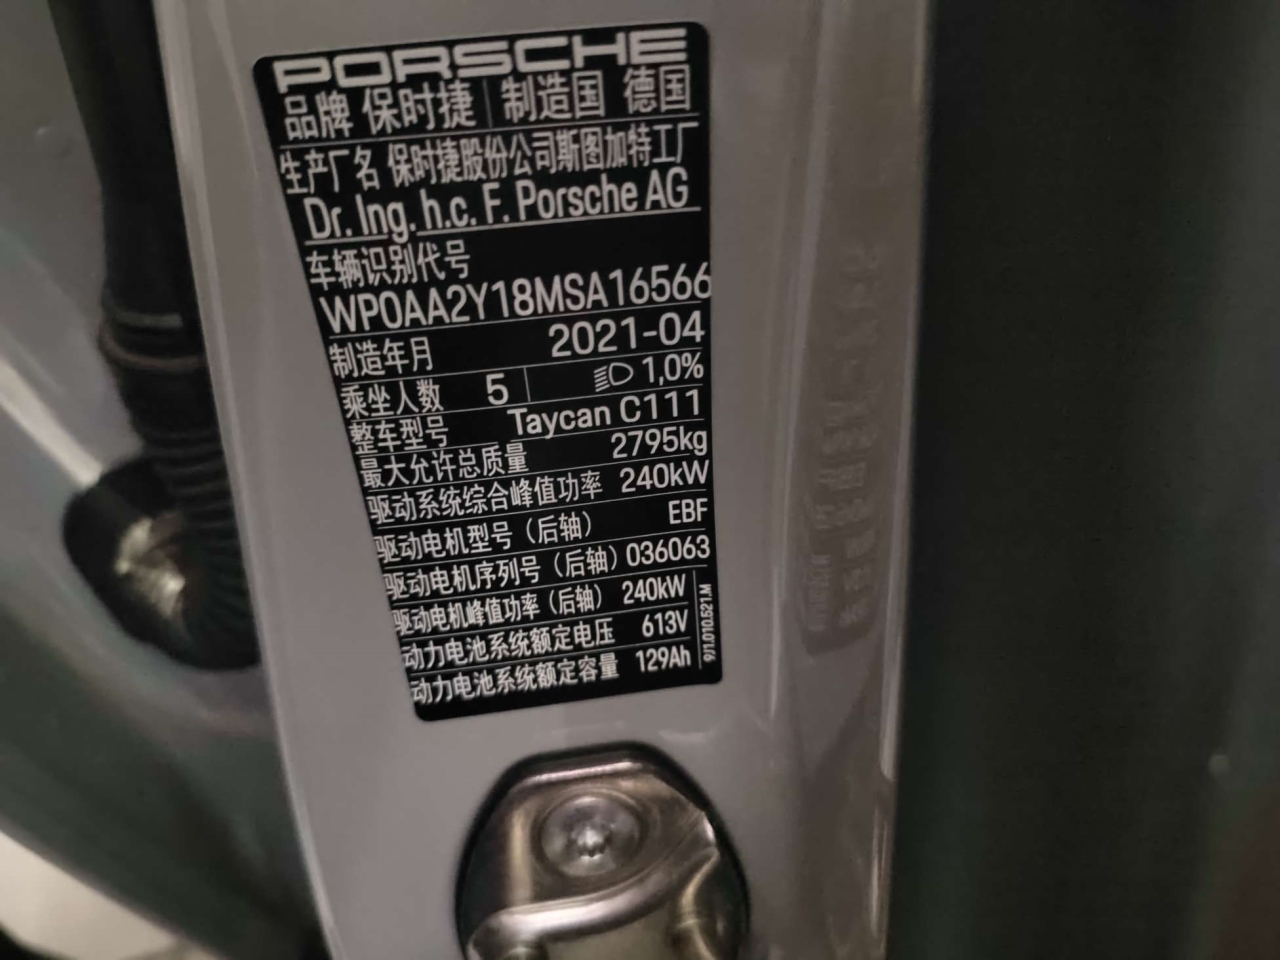 PORSCHE
品牌 保时捷 制造国 德国
生产厂名 保时捷股份公司斯图加特工厂
Dr. Ing. h.c. F. Porsche AG
车辆识别代号
WP0AA2Y18MSA16566
制造年月 2021-04
乘坐人数 5 1,0%
整车型号 Taycan C111
最大允许总质量 2795kg
驱动系统综合峰值功率 240kW
驱动电机型号（后轴） EBF
驱动电机序列号（后轴）036063
驱动电机峰值功率（后轴） 240kW
动力电池系统额定电压 613V
动力电池系统额定容量 129Ah
9J1.010.521.M